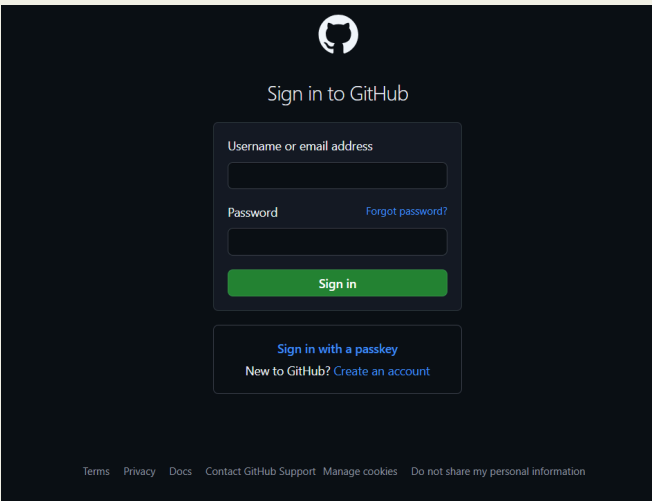 Sign in to GitHub
Username or email address
Password Forgot password?
Sign in
Sign in with a passkey
New to GitHub? Create an account
Terms Privacy Docs Contact GitHub Support Manage cookies Do not share my personal information